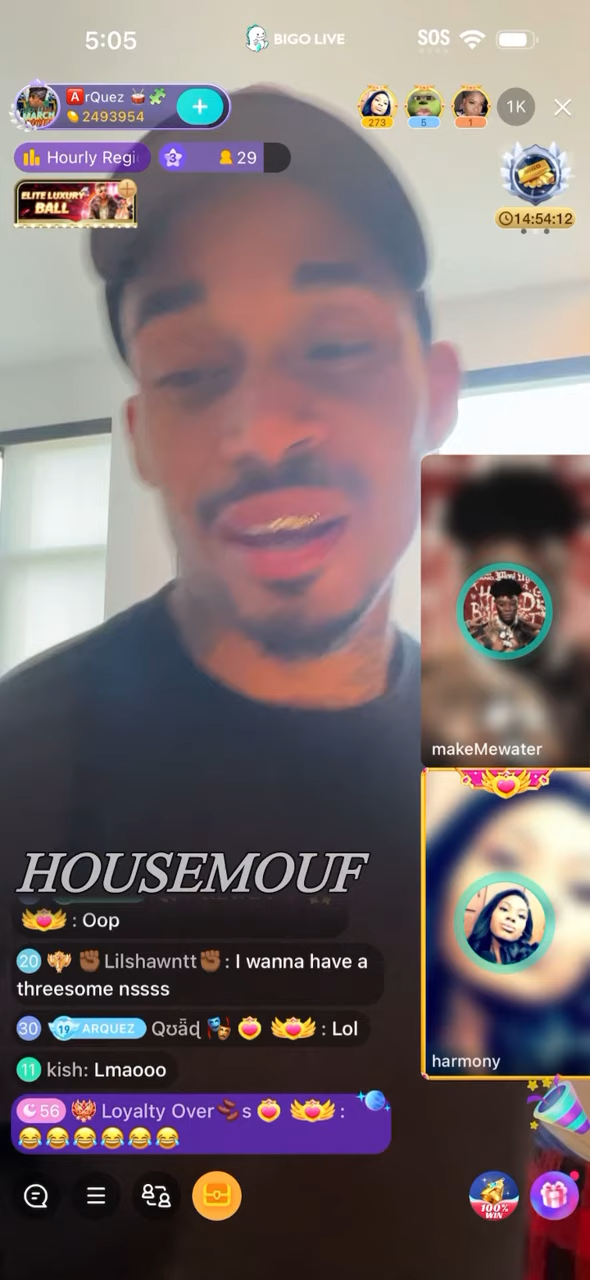 5:05
BIGO LIVE
SOS
ArQuez
2493954
273
5
1
1K
Hourly Regi
3
29
ELITE LUXURY
BALL
14:54:12
makeMewater
HOUSEMOUF
: Oop
20 Lilshawntt : I wanna have a
threesome nssss
30 19 ARQUEZ Qʊǟɖ : Lol
11 kish: Lmaooo
56 Loyalty Over s :
harmony
100%
WIN